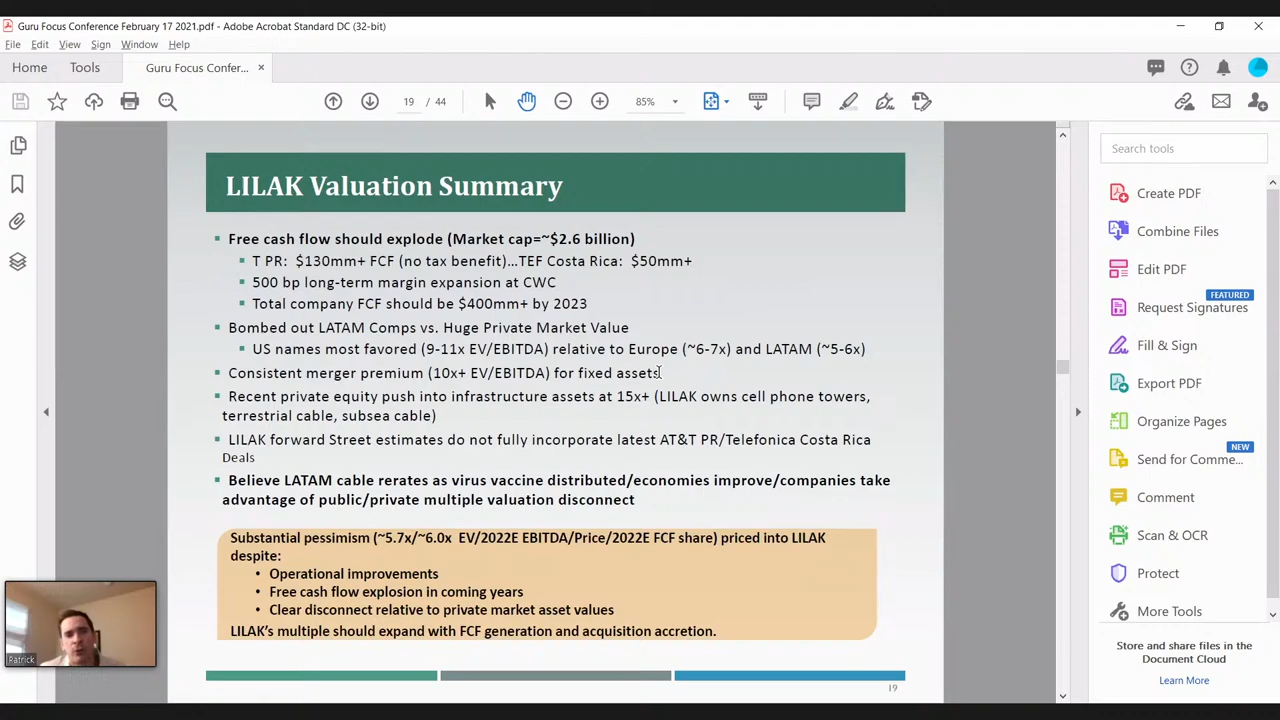 Guru Focus Conference February 17 2021.pdf - Adobe Acrobat Standard DC (32-bit)
File Edit View Sign Window Help
Home Tools Guru Focus Confer... ×
19 / 44 85%
LILAK Valuation Summary
Free cash flow should explode (Market cap=~$2.6 billion)
T PR: $130mm+ FCF (no tax benefit)...TEF Costa Rica: $50mm+
500 bp long-term margin expansion at CWC
Total company FCF should be $400mm+ by 2023
Bombed out LATAM Comps vs. Huge Private Market Value
US names most favored (9-11x EV/EBITDA) relative to Europe (~6-7x) and LATAM (~5-6x)
Consistent merger premium (10x+ EV/EBITDA) for fixed assets
Recent private equity push into infrastructure assets at 15x+ (LILAK owns cell phone towers,
terrestrial cable, subsea cable)
LILAK forward Street estimates do not fully incorporate latest AT&T PR/Telefonica Costa Rica
Deals
Believe LATAM cable rerates as virus vaccine distributed/economies improve/companies take
advantage of public/private multiple valuation disconnect
Substantial pessimism (~5.7x/~6.0x EV/2022E EBITDA/Price/2022E FCF share) priced into LILAK
despite:
• Operational improvements
• Free cash flow explosion in coming years
• Clear disconnect relative to private market asset values
LILAK's multiple should expand with FCF generation and acquisition accretion.
19
Patrick
Search tools
Create PDF
Combine Files
Edit PDF
FEATURED
Request Signatures
Fill & Sign
Export PDF
Organize Pages
NEW
Send for Comme...
Comment
Scan & OCR
Protect
More Tools
Store and share files in the
Document Cloud
Learn More